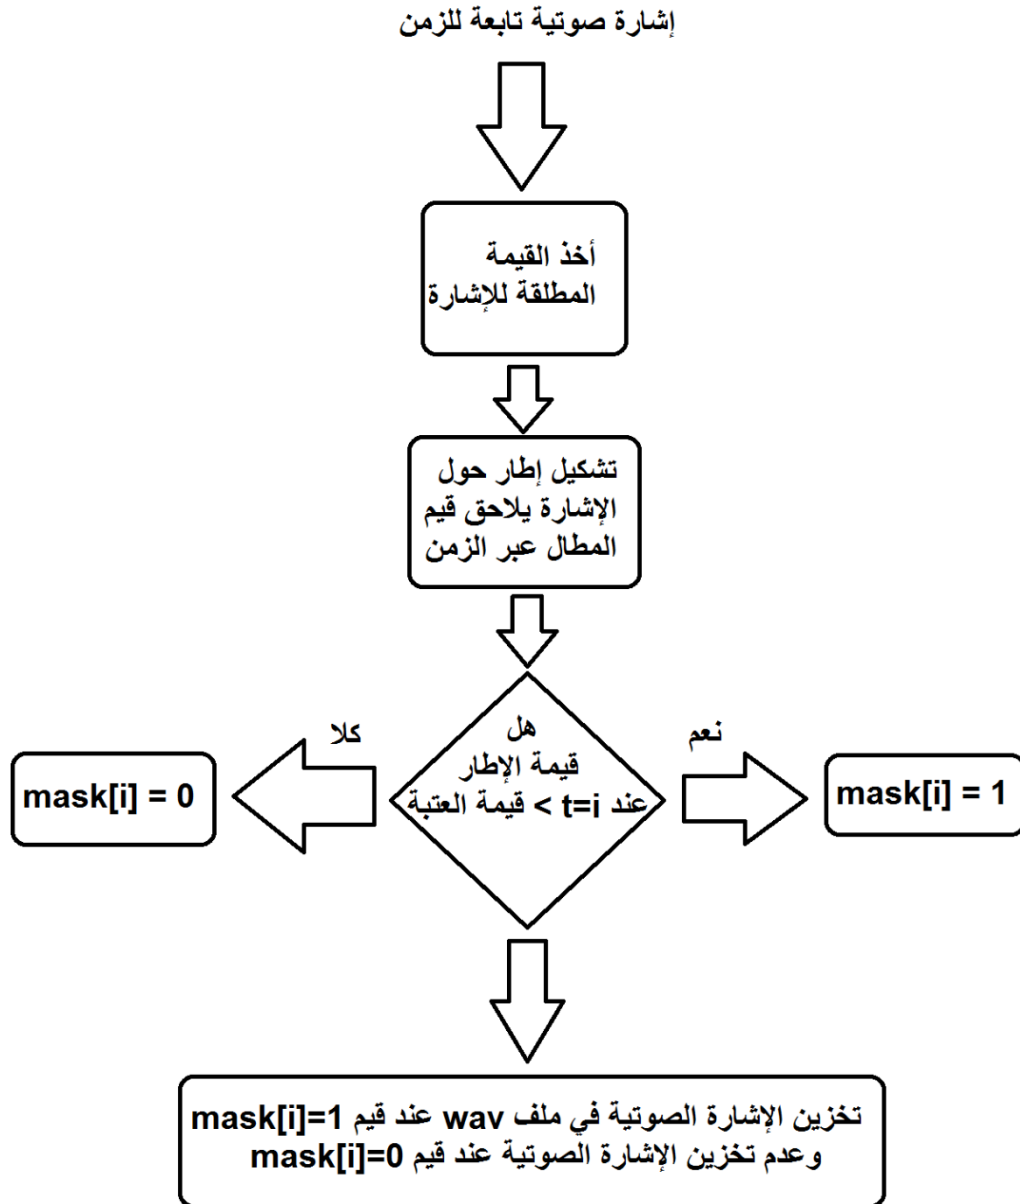 إشارة صوتية تابعة للزمن
أخذ القيمة
المطلقة للإشارة
تشكيل إطار حول
الإشارة يلاحق قيم
المطال عبر الزمن
هل
قيمة الإطار
عند t=i > قيمة العتبة
نعم
mask[i] = 1
كلا
mask[i] = 0
تخزين الإشارة الصوتية في ملف wav عند قيم mask[i]=1
وعدم تخزين الإشارة الصوتية عند قيم mask[i]=0